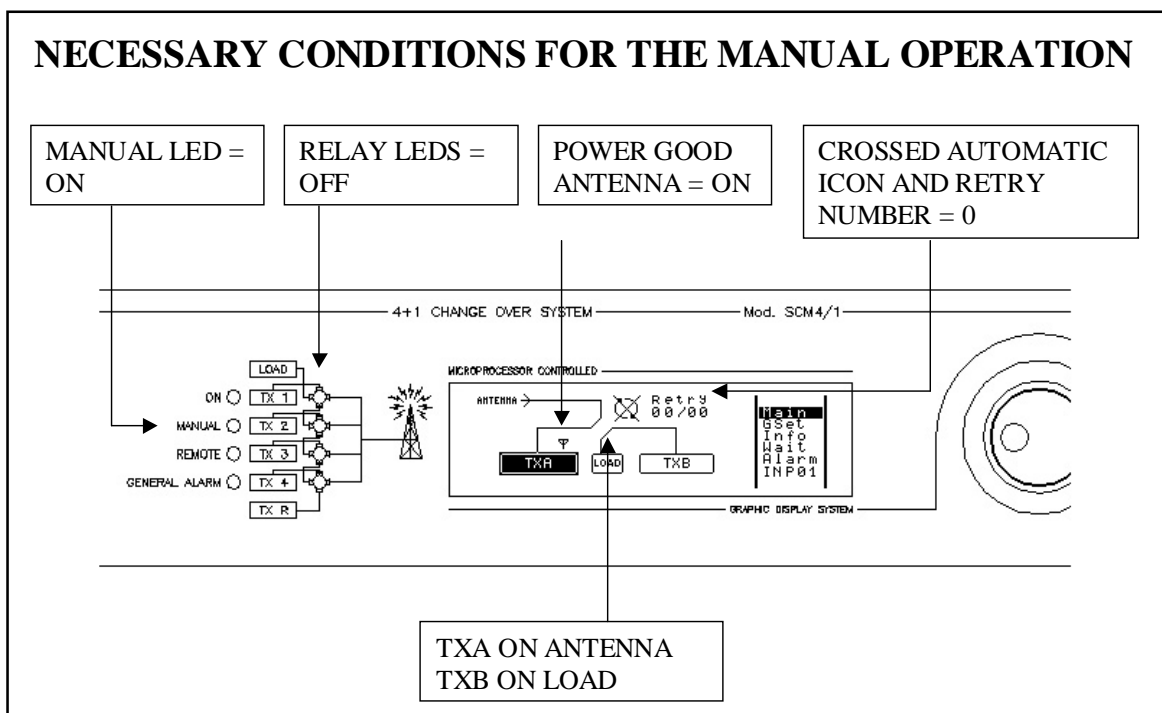 NECESSARY CONDITIONS FOR THE MANUAL OPERATION
MANUAL LED =
ON
RELAY LEDS =
OFF
POWER GOOD
ANTENNA = ON
CROSSED AUTOMATIC
ICON AND RETRY
NUMBER = 0
4+1 CHANGE OVER SYSTEM
Mod. SCM4/1
LOAD
ON TX 1
MANUAL TX 2
REMOTE TX 3
GENERAL ALARM TX 4
TX R
MICROPROCESSOR CONTROLLED
ANTENNA
Retry
00/00
TXA
LOAD
TXB
Main
GSet
Info
Wait
Alarm
INP01
GRAPHIC DISPLAY SYSTEM
TXA ON ANTENNA
TXB ON LOAD